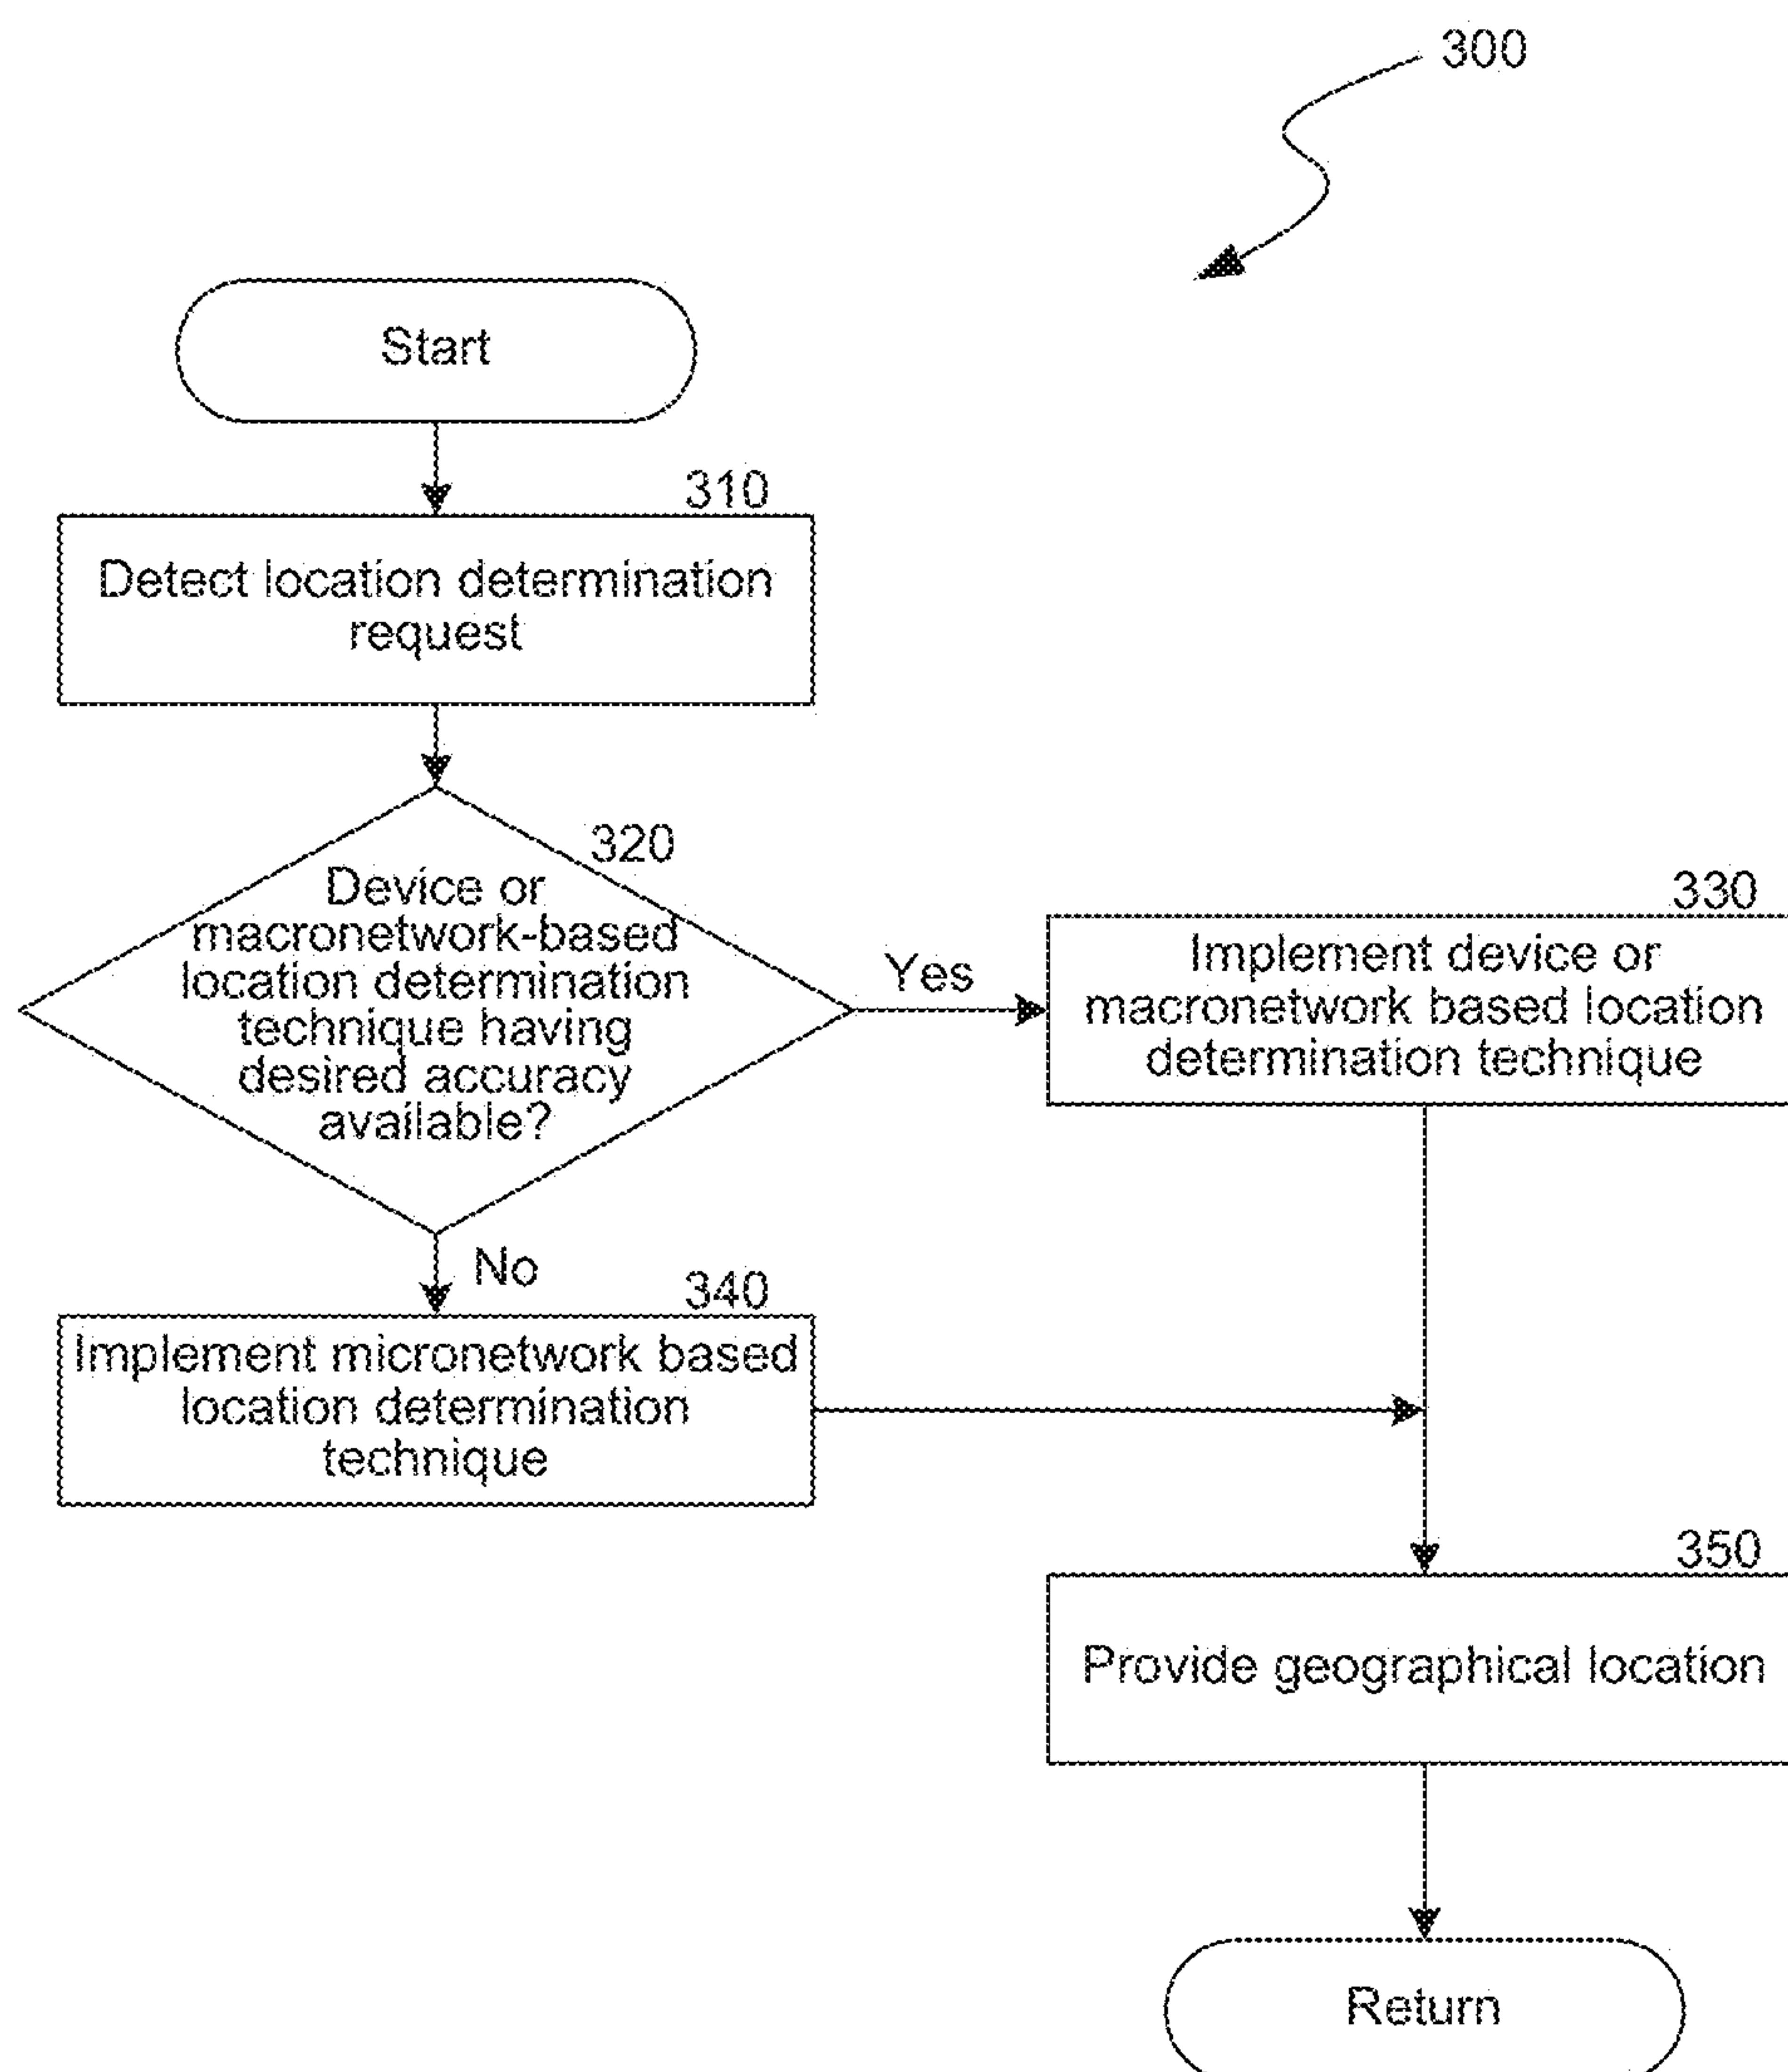 300
Start
310
Detect location determination
request
320
Device or
macronetwork-based
location determination
technique having
desired accuracy
available?
Yes
330
Implement device or
macronetwork based location
determination technique
No
340
Implement micronetwork based
location determination
technique
350
Provide geographical location
Return